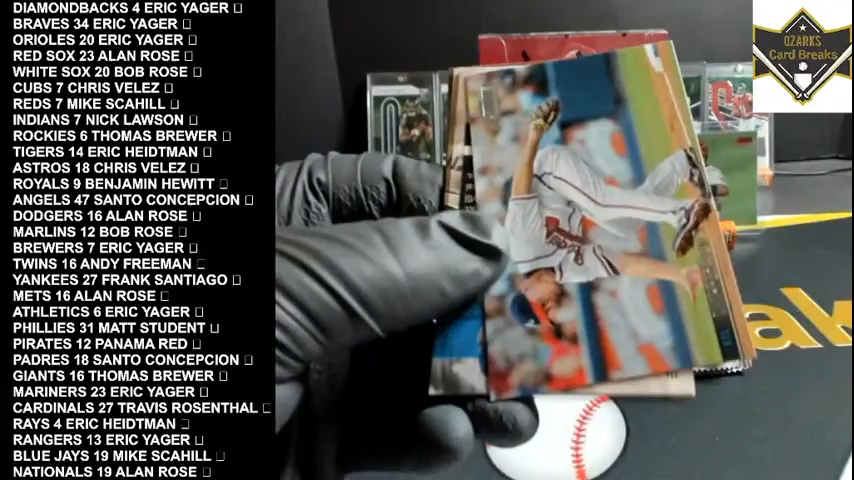 DIAMONDBACKS 4 ERIC YAGER
BRAVES 34 ERIC YAGER
ORIOLES 20 ERIC YAGER
RED SOX 23 ALAN ROSE
WHITE SOX 20 BOB ROSE
CUBS 7 CHRIS VELEZ
REDS 7 MIKE SCAHILL
INDIANS 7 NICK LAWSON
ROCKIES 6 THOMAS BREWER
TIGERS 14 ERIC HEIDTMAN
ASTROS 18 CHRIS VELEZ
ROYALS 9 BENJAMIN HEWITT
ANGELS 47 SANTO CONCEPCION
DODGERS 16 ALAN ROSE
MARLINS 12 BOB ROSE
BREWERS 7 ERIC YAGER
TWINS 16 ANDY FREEMAN
YANKEES 27 FRANK SANTIAGO
METS 16 ALAN ROSE
ATHLETICS 6 ERIC YAGER
PHILLIES 31 MATT STUDENT
PIRATES 12 PANAMA RED
PADRES 18 SANTO CONCEPCION
GIANTS 16 THOMAS BREWER
MARINERS 23 ERIC YAGER
CARDINALS 27 TRAVIS ROSENTHAL
RAYS 4 ERIC HEIDTMAN
RANGERS 13 ERIC YAGER
BLUE JAYS 19 MIKE SCAHILL
NATIONALS 19 ALAN ROSE
OZARKS
Card Breaks